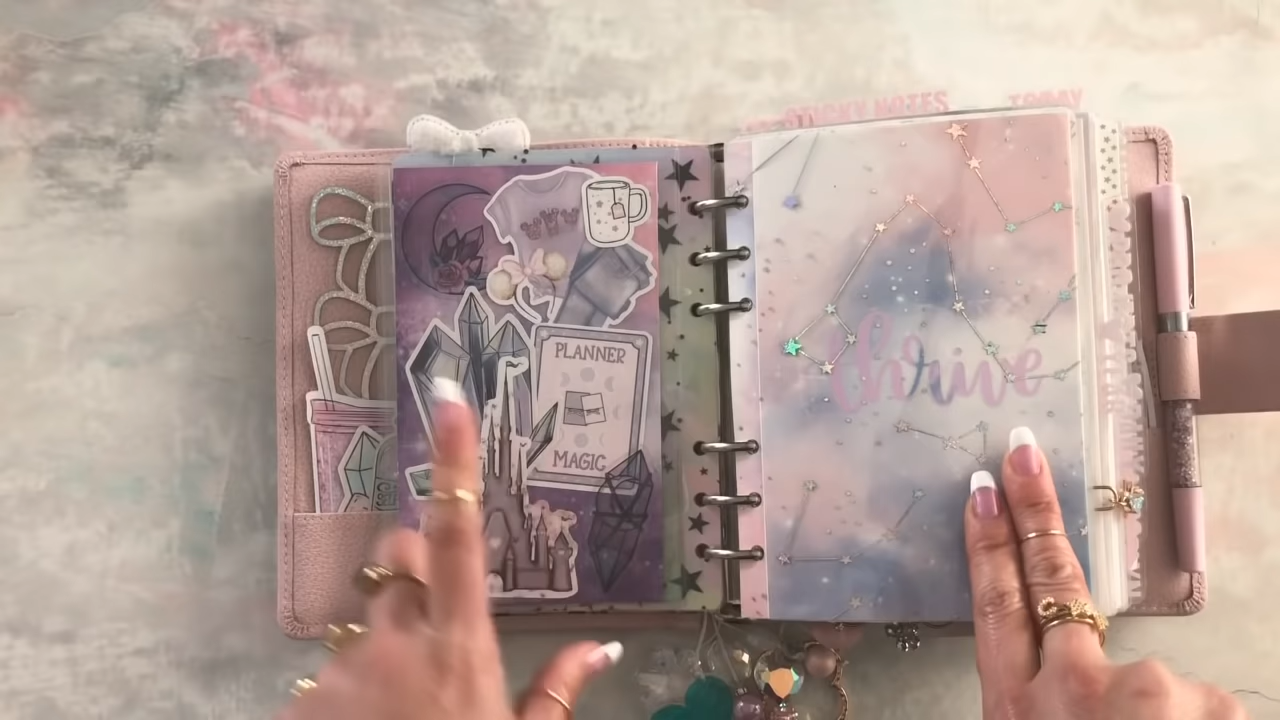 STICKY NOTES
TODAY
PLANNER
MAGIC
thrive